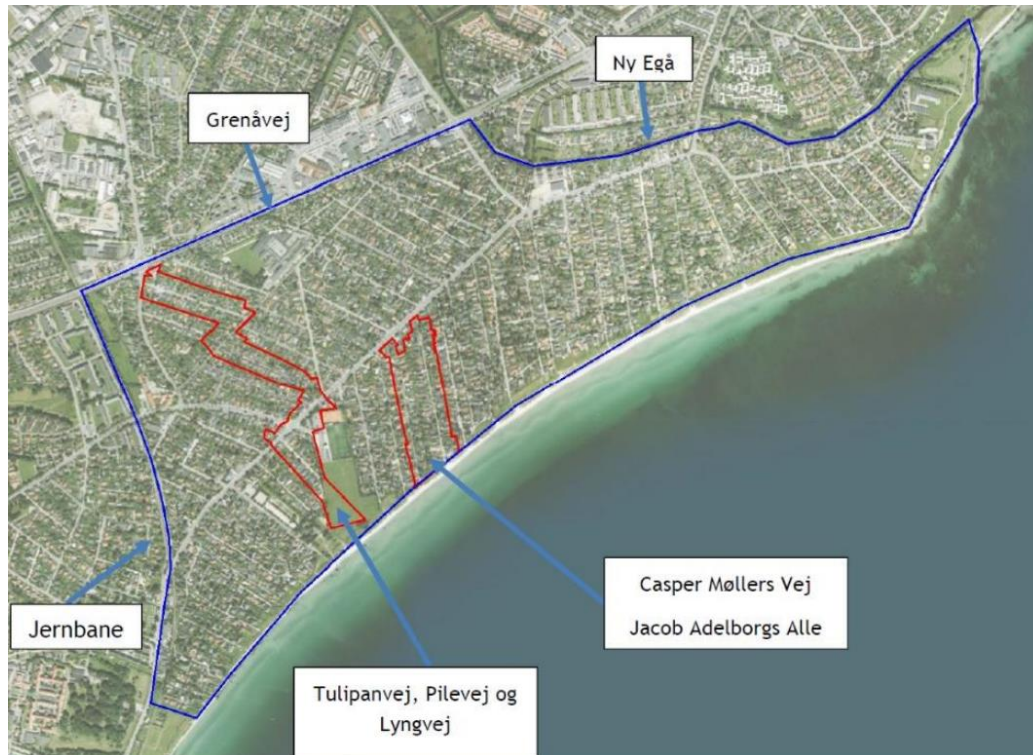 Ny Egå
Grenåvej
Casper Møllers Vej
Jacob Adelborgs Alle
Jernbane
Tulipanvej, Pilevej og
Lyngvej